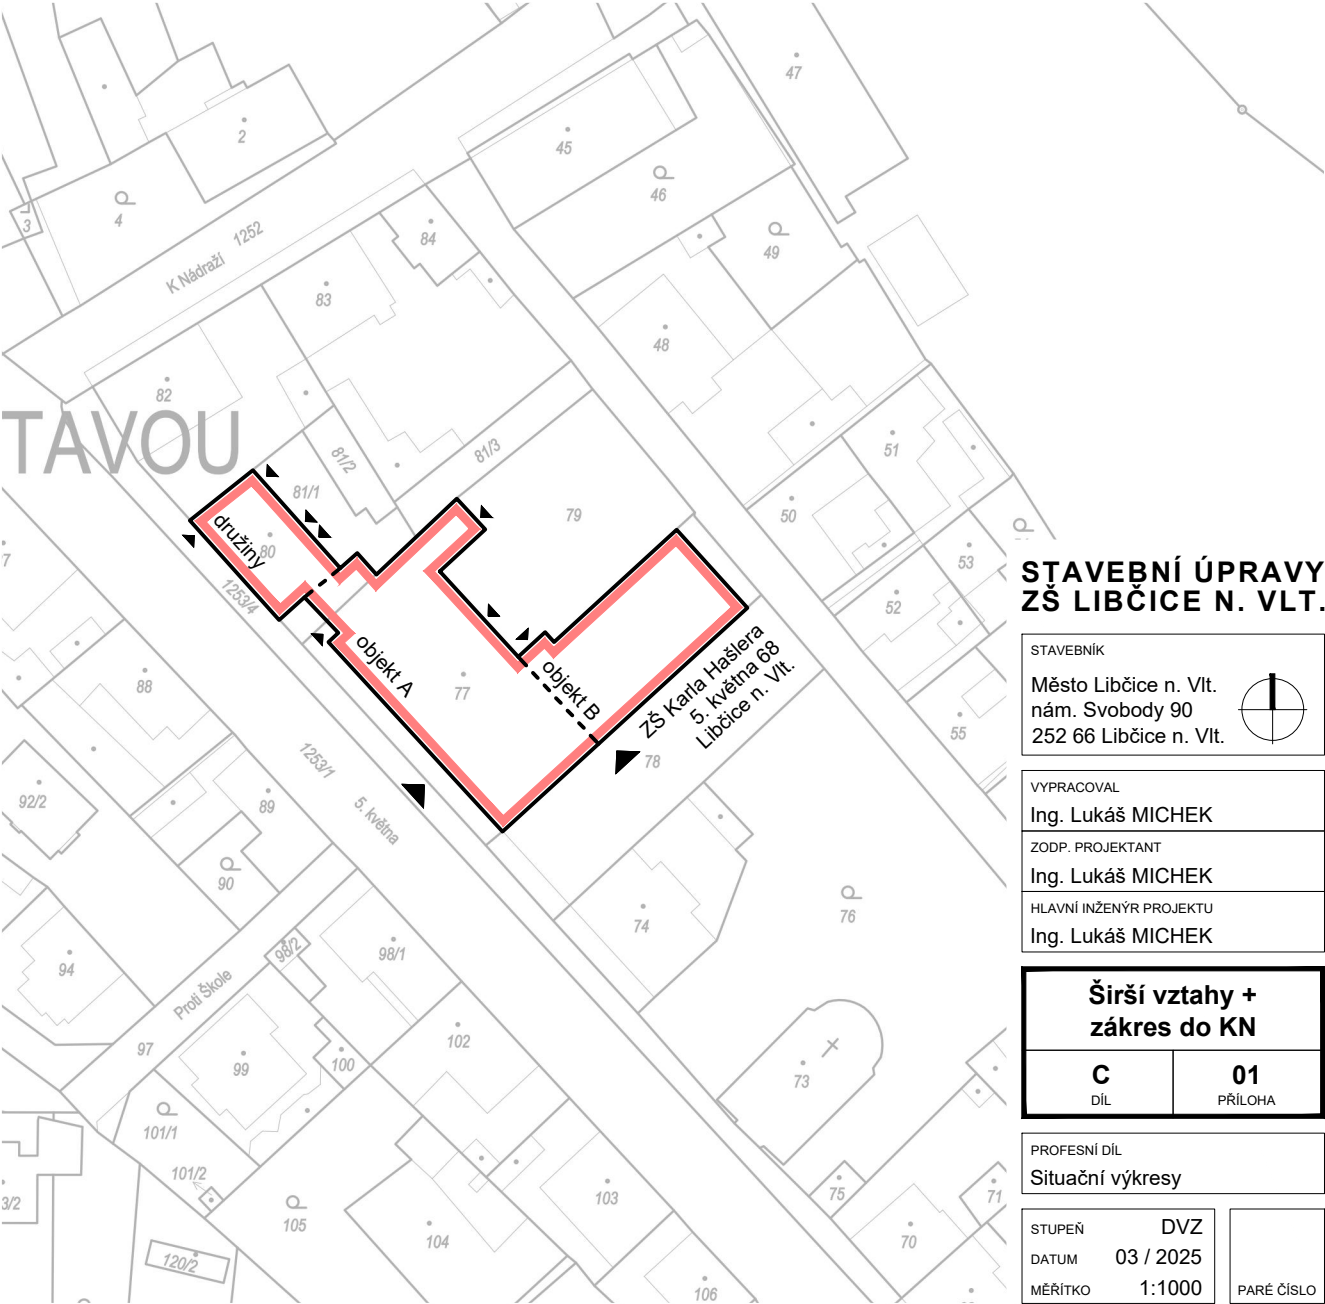 47
2
45
4
46
3
1252
84
49
K Nádraží
83
48
82
TAVOU
81/2
81/3
51
81/1
79
50
družiny
80
53
1253/4
52
objekt A
77
objekt B
ZŠ Karla Hašlera
5. května 68
Libčice n. Vlt.
88
55
1253/1
78
92/2
89
5. května
90
76
74
98/2
98/1
94
Proti Škole
97
99
100
102
73
101/1
101/2
3/2
105
104
103
75
71
70
120/2
106
7
STAVEBNÍ ÚPRAVY
ZŠ LIBČICE N. VLT.
STAVEBNÍK
Město Libčice n. Vlt.
nám. Svobody 90
252 66 Libčice n. Vlt.
VYPRACOVAL
Ing. Lukáš MICHEK
ZODP. PROJEKTANT
Ing. Lukáš MICHEK
HLAVNÍ INŽENÝR PROJEKTU
Ing. Lukáš MICHEK
Širší vztahy +
zákres do KN
C 01
DÍL PŘÍLOHA
PROFESNÍ DÍL
Situační výkresy
STUPEŇ DVZ
DATUM 03 / 2025
MĚŘÍTKO 1:1000
PARÉ ČÍSLO